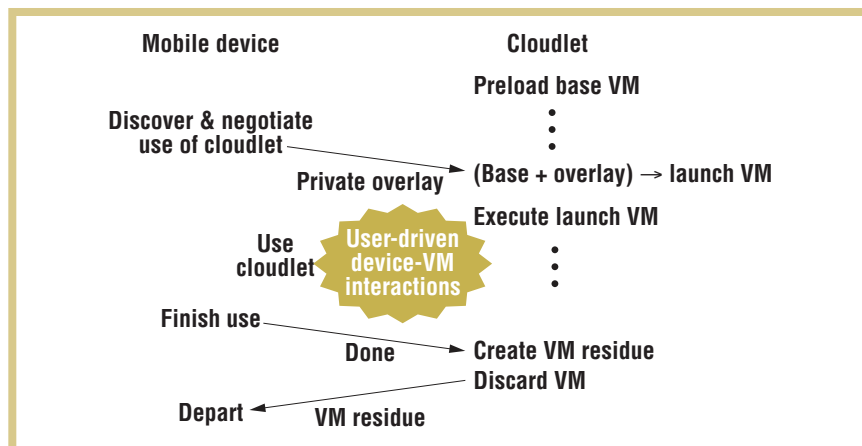 Mobile device
Cloudlet
Preload base VM
Discover & negotiate
use of cloudlet
Private overlay
(Base + overlay) → launch VM
Execute launch VM
Use
cloudlet
User-driven
device-VM
interactions
Finish use
Done
Create VM residue
Discard VM
Depart
VM residue